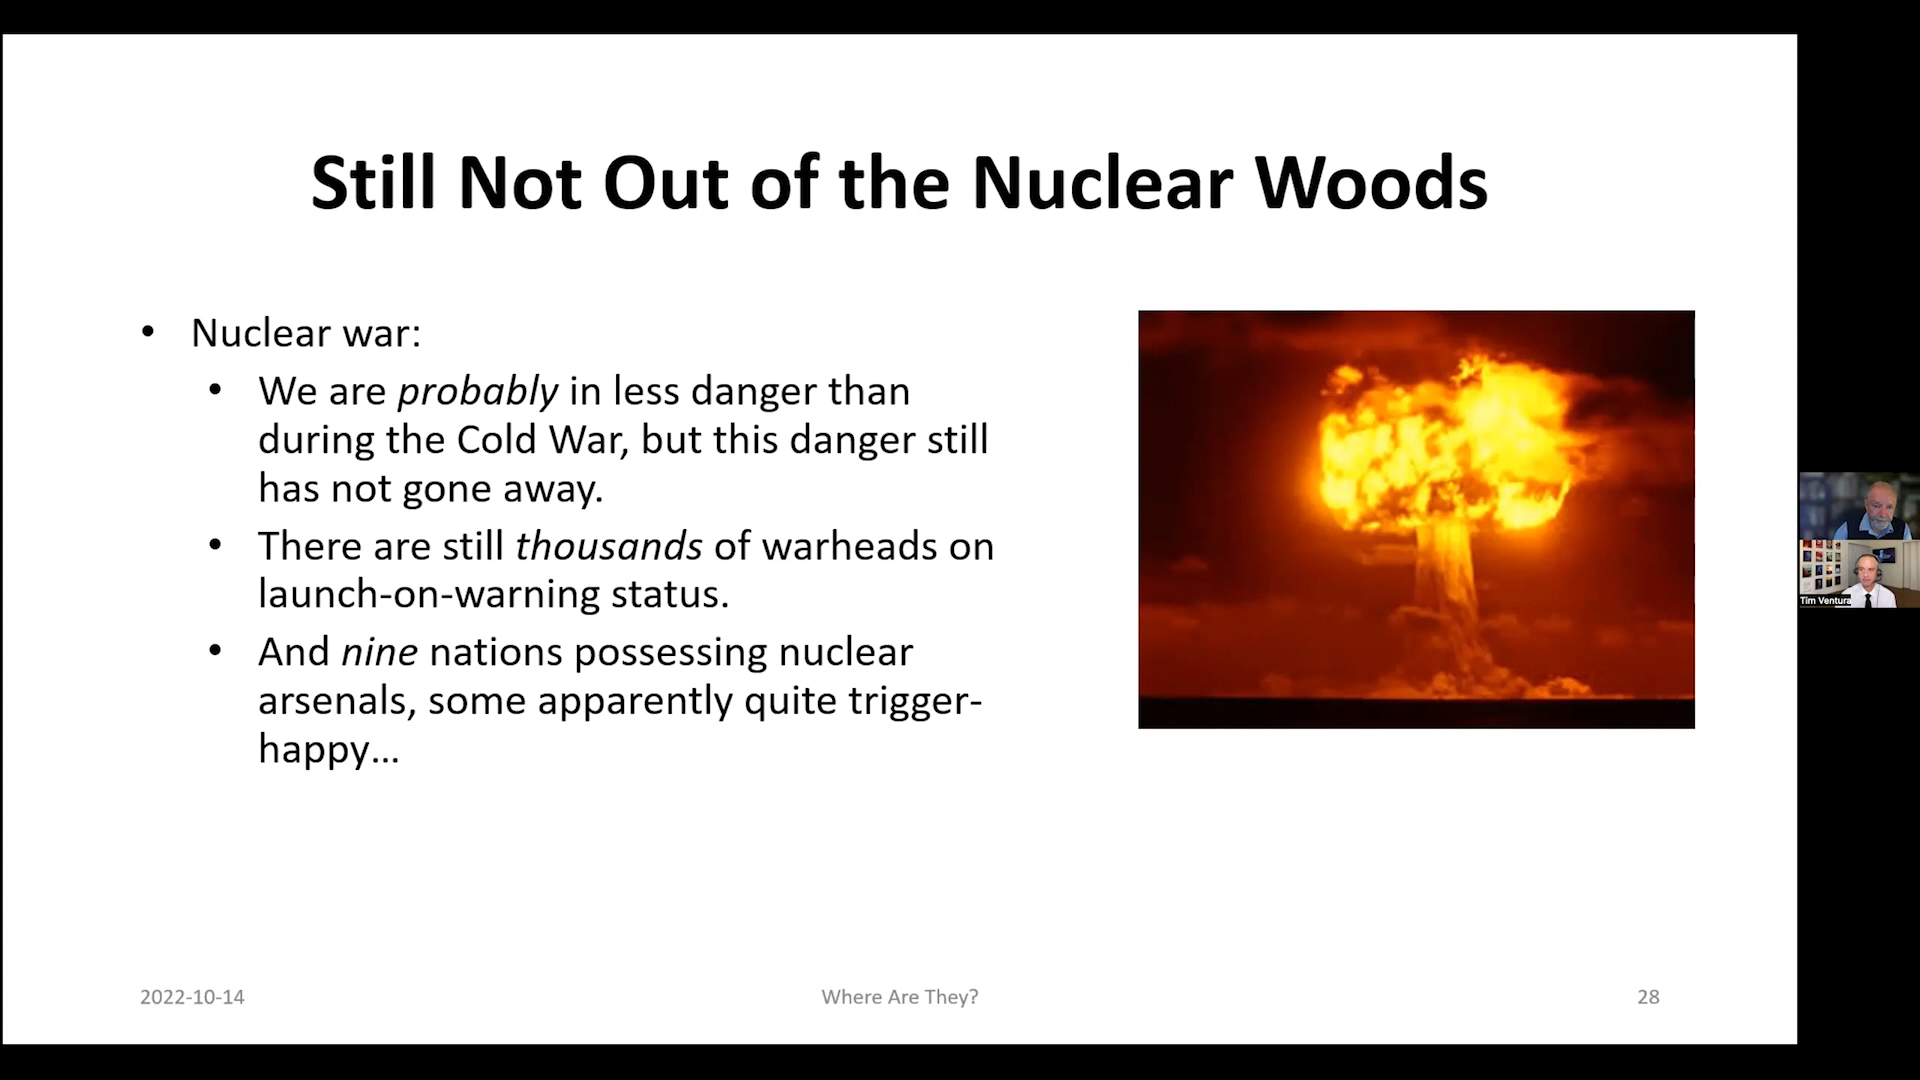 Still Not Out of the Nuclear Woods
• Nuclear war:
• We are probably in less danger than
during the Cold War, but this danger still
has not gone away.
• There are still thousands of warheads on
launch-on-warning status.
• And nine nations possessing nuclear
arsenals, some apparently quite trigger-
happy...
Tim Ventura
2022-10-14
Where Are They?
28